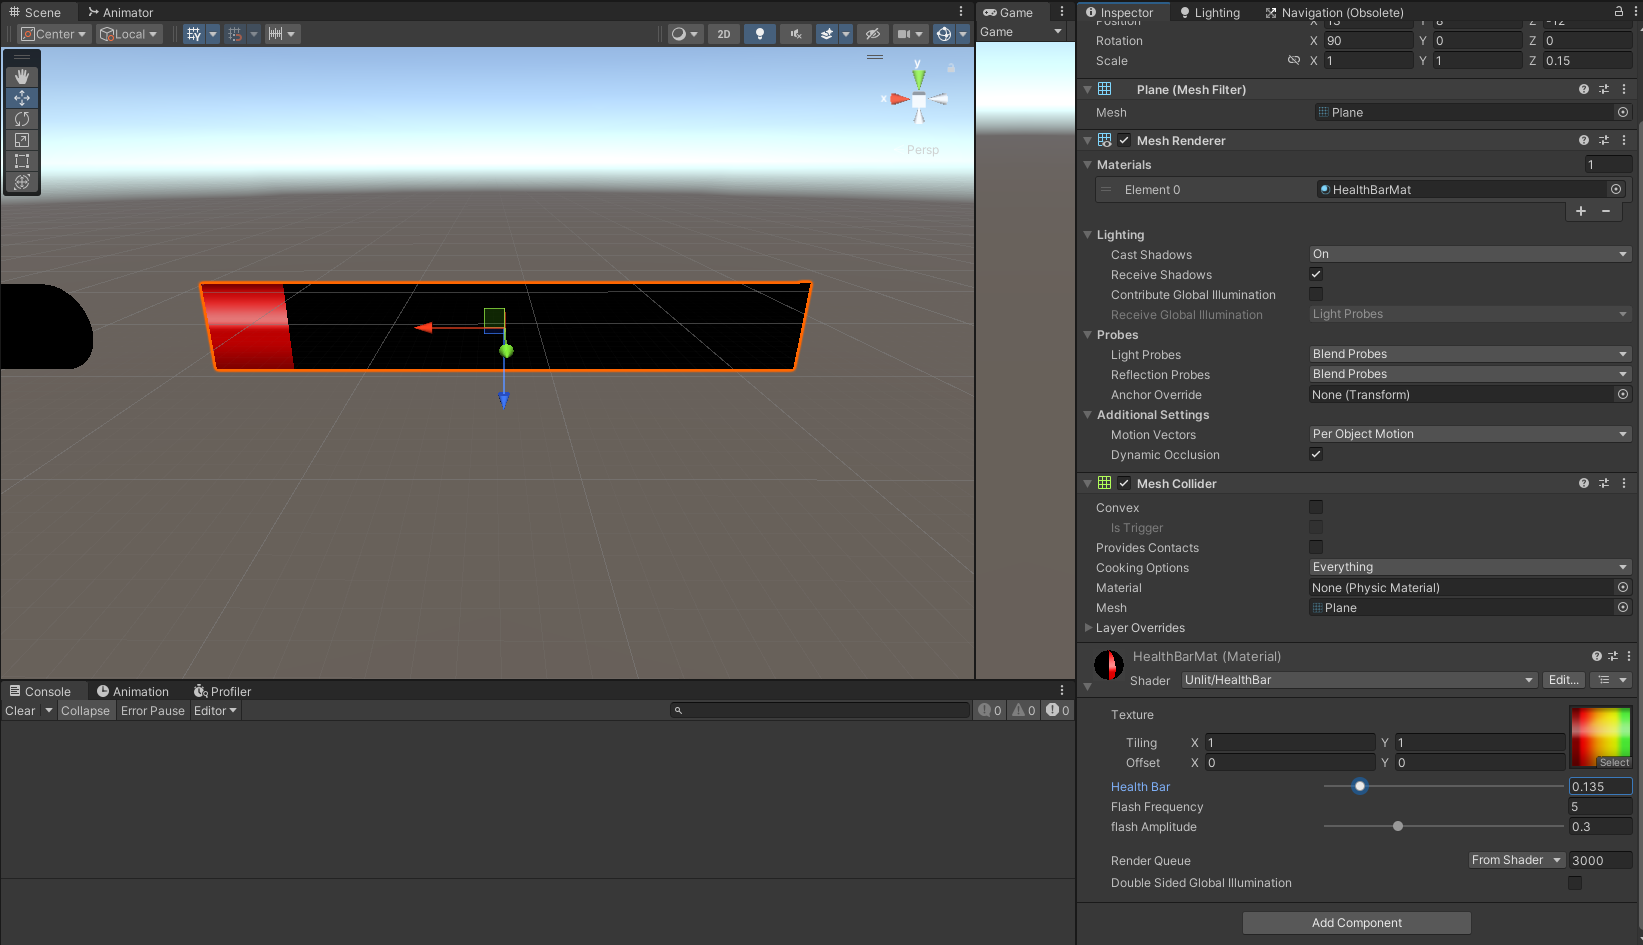 Scene Animator
Game
Inspector Lighting Navigation (Obsolete)
Center Local 2D
Game
Position X 13 Y 8 Z -12
Rotation X 90 Y 0 Z 0
Scale X 1 Y 1 Z 0.15
Plane (Mesh Filter)
Mesh Plane
Mesh Renderer
Materials 1
Element 0 HealthBarMat
+ −
Lighting
Cast Shadows On
Receive Shadows
Contribute Global Illumination
Receive Global Illumination Light Probes
Probes
Light Probes Blend Probes
Reflection Probes Blend Probes
Anchor Override None (Transform)
Additional Settings
Motion Vectors Per Object Motion
Dynamic Occlusion
Mesh Collider
Convex
Is Trigger
Provides Contacts
Cooking Options Everything
Material None (Physic Material)
Mesh Plane
Layer Overrides
HealthBarMat (Material)
Shader Unlit/HealthBar Edit...
Texture
Tiling X 1 Y 1
Offset X 0 Y 0
Select
Health Bar 0.135
Flash Frequency 5
flash Amplitude 0.3
Render Queue From Shader 3000
Double Sided Global Illumination
Add Component
y
x
Persp
Console Animation Profiler
Clear Collapse Error Pause Editor 0 0 0